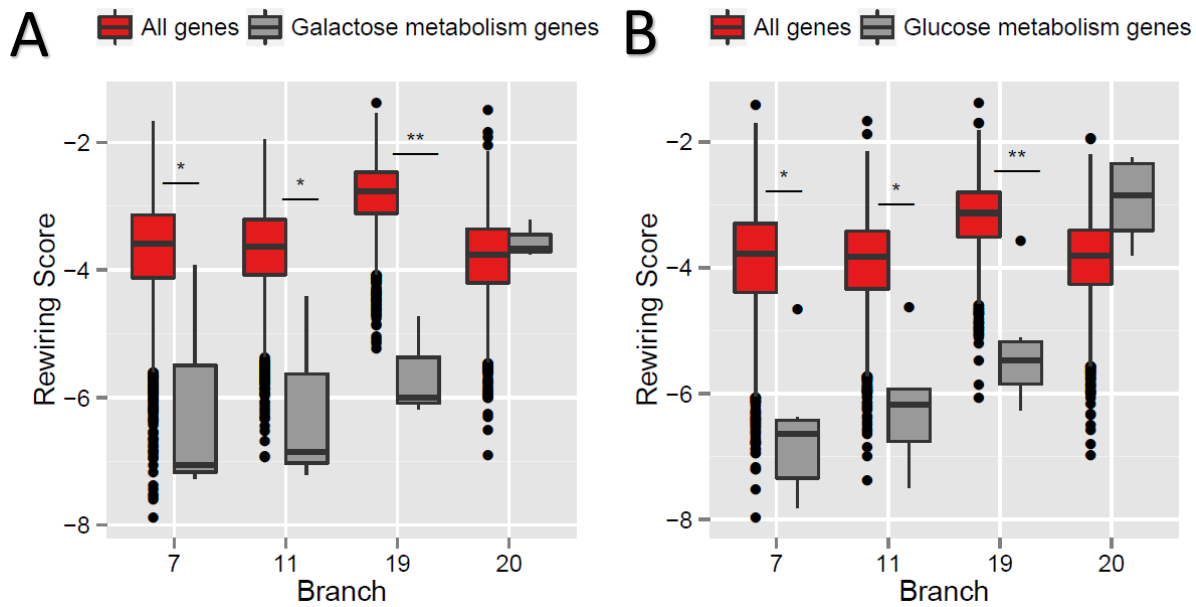 A
All genes Galactose metabolism genes
Rewiring Score
−2
−4
−6
−8
*
*
**
7 11 19 20
Branch
B
All genes Glucose metabolism genes
Rewiring Score
−2
−4
−6
−8
*
*
**
7 11 19 20
Branch